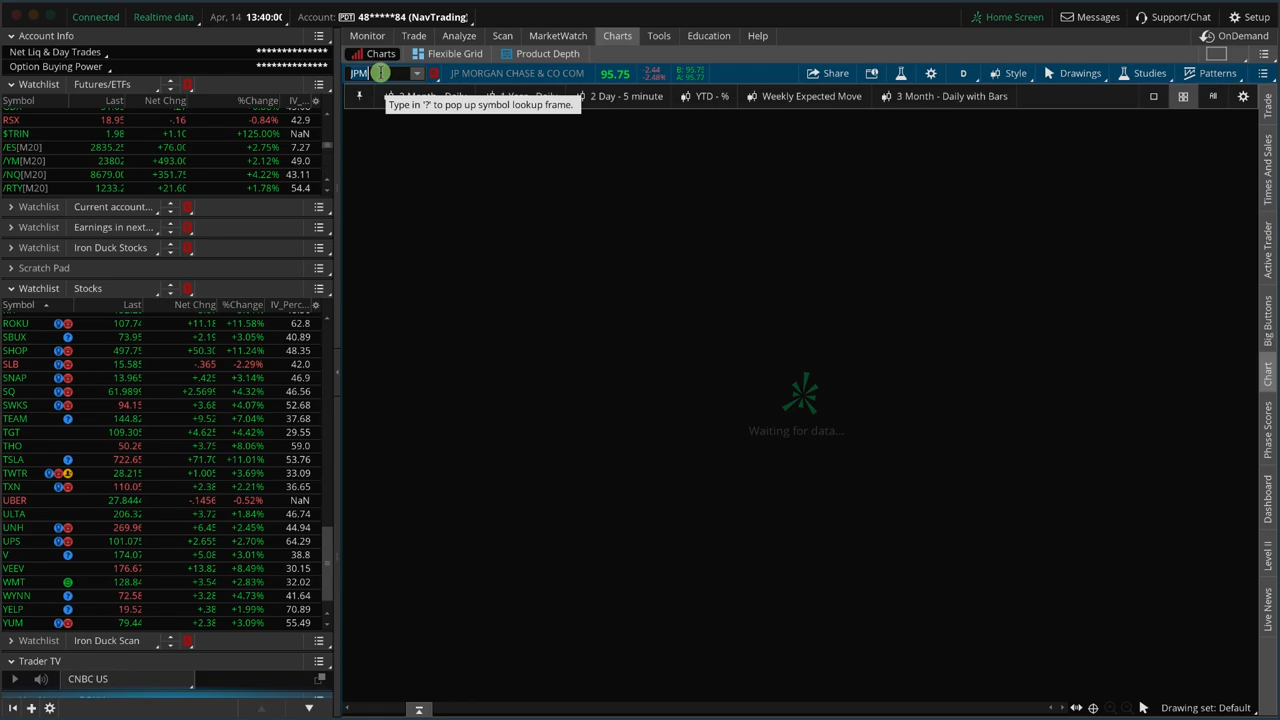 Connected Realtime data Apr, 14 13:40:00 Account: PDT 48*****84 (NavTrading) Home Screen Messages Support/Chat Setup
Account Info Monitor Trade Analyze Scan MarketWatch Charts Tools Education Help OnDemand
Net Liq & Day Trades **************
Charts Flexible Grid Product Depth
Option Buying Power **************
JPM JP MORGAN CHASE & CO COM 95.75 -2.44 -2.48% B: 95.75 A: 95.77 Share D Style Drawings Studies Patterns
Watchlist Futures/ETFs
2 Day - 5 minute YTD - % Weekly Expected Move 3 Month - Daily with Bars All
Type in '?' to pop up symbol lookup frame.
Symbol Last Net Chng %Change IV_
RSX 18.95 -.16 -0.84% 42.9
$TRIN 1.98 +1.10 +125.00% NaN
/ES[M20] 2835.25 +76.00 +2.75% 7.27
/YM[M20] 23802 +493.00 +2.12% 49.0
/NQ[M20] 8679.00 +351.75 +4.22% 43.11
/RTY[M20] 1233.2 +21.60 +1.78% 54.4
Watchlist Current account...
Watchlist Earnings in next...
Watchlist Iron Duck Stocks
Scratch Pad
Watchlist Stocks
Symbol Last Net Chng %Change IV_Perc...
ROKU 107.74 +11.18 +11.58% 62.8
SBUX 73.95 +2.19 +3.05% 40.89
SHOP 497.75 +50.30 +11.24% 48.35
SLB 15.585 -.365 -2.29% 42.0
SNAP 13.965 +.425 +3.14% 46.9
SQ 61.9899 +2.5699 +4.32% 46.56
SWKS 94.15 +3.68 +4.07% 52.68
TEAM 144.82 +9.52 +7.04% 37.68
TGT 109.305 +4.625 +4.42% 29.55
THO 50.26 +3.75 +8.06% 59.0
TSLA 722.65 +71.70 +11.01% 53.76
TWTR 28.215 +1.005 +3.69% 33.09
TXN 110.05 +2.38 +2.21% 36.65
UBER 27.8444 -.1456 -0.52% NaN
ULTA 206.32 +3.72 +1.84% 46.74
UNH 269.96 +6.45 +2.45% 44.94
UPS 101.075 +2.655 +2.70% 64.29
V 174.07 +5.08 +3.01% 38.8
VEEV 176.67 +13.82 +8.49% 30.15
WMT 128.84 +3.54 +2.83% 32.02
WYNN 72.58 +3.28 +4.73% 41.64
YELP 19.52 +.38 +1.99% 70.89
YUM 79.44 +2.38 +3.09% 55.49
Watchlist Iron Duck Scan
Trader TV
CNBC US
Waiting for data...
Drawing set: Default
Trade
Times And Sales
Active Trader
Big Buttons
Chart
Phase Scores
Dashboard
Level II
Live News